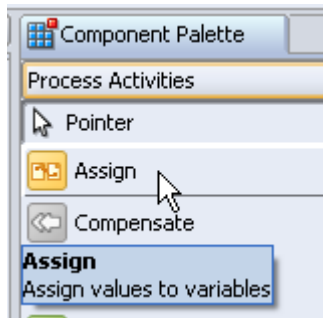 Component Palette
Process Activities
Pointer
Assign
Compensate
Assign
Assign values to variables